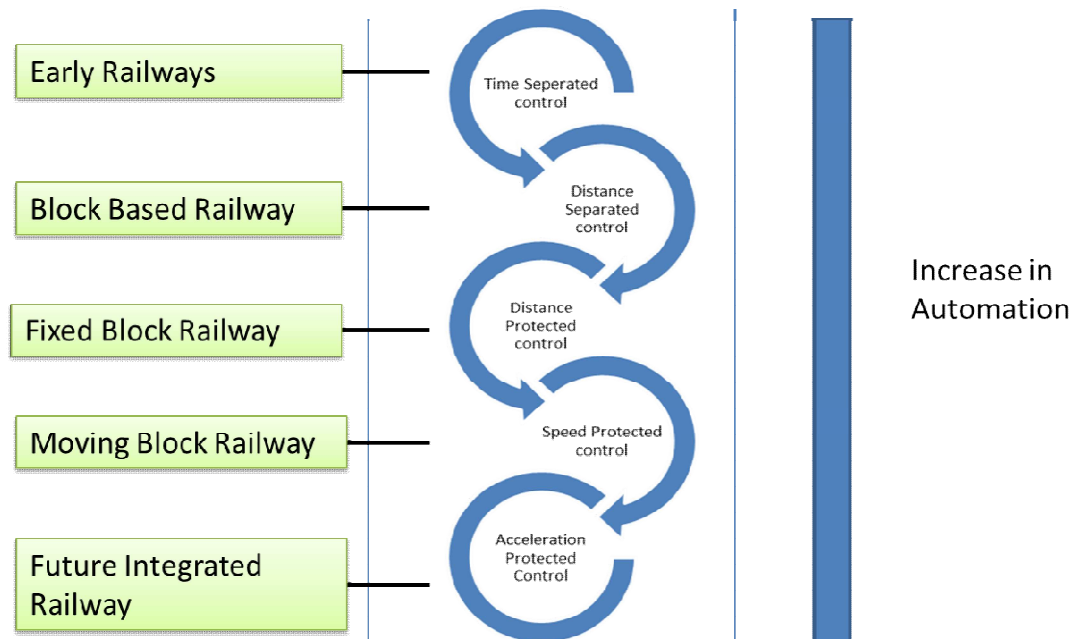 Early Railways
Time Seperated
control
Block Based Railway
Distance
Separated
control
Fixed Block Railway
Distance
Protected
control
Moving Block Railway
Speed Protected
control
Future Integrated
Railway
Acceleration
Protected
Control
Increase in
Automation